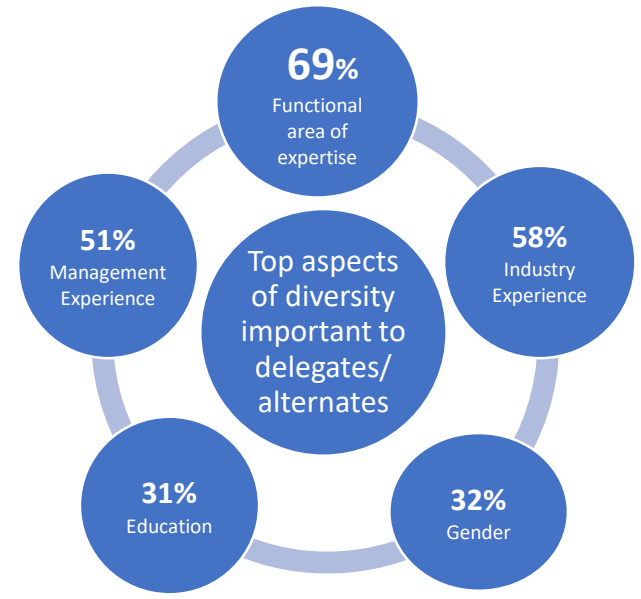 69%
Functional
area of
expertise
58%
Industry
Experience
32%
Gender
31%
Education
51%
Management
Experience
Top aspects
of diversity
important to
delegates/
alternates